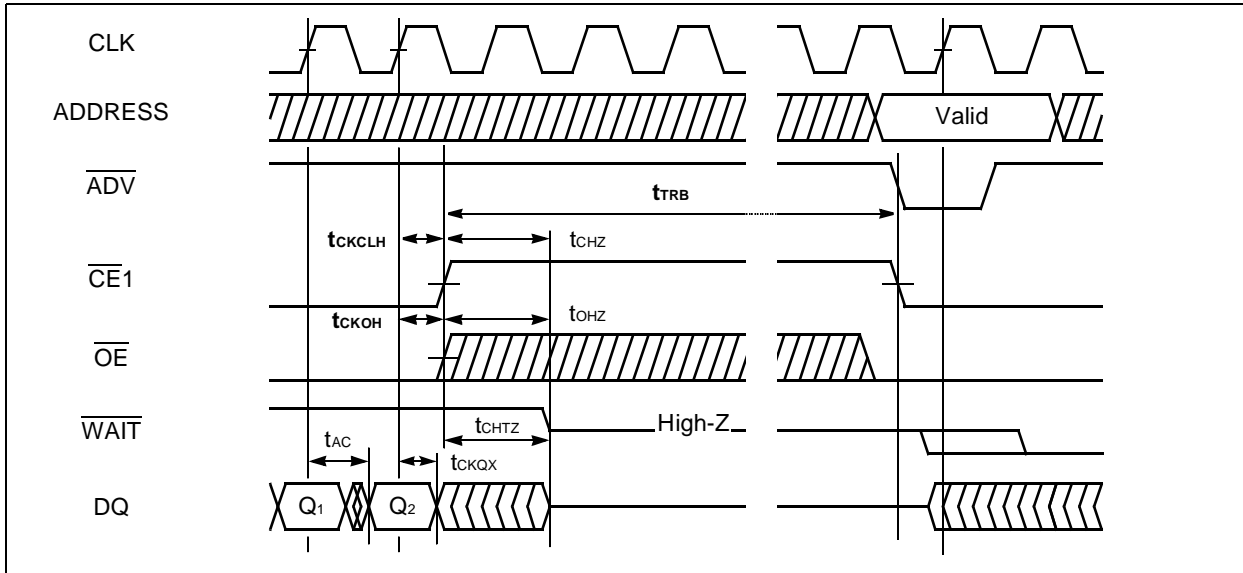 CLK
ADDRESS
Valid
ADV
tTRB
tCKCLH
tCHZ
CE1
tCKOH
tOHZ
OE
WAIT
High-Z
tCHTZ
tAC
tCKQX
DQ
Q1
Q2